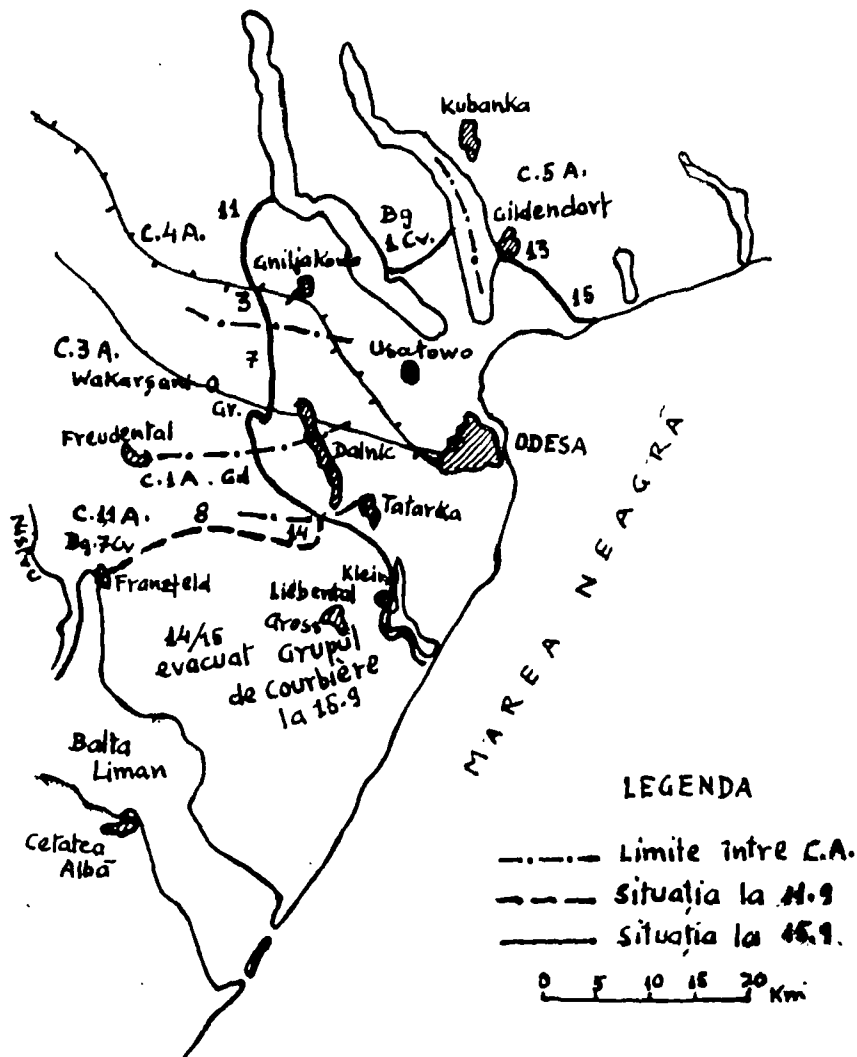 Kubanka
C.5 A.
Gildendort
13
15
11
Bg
1 Cv.
C.4 A.
Gniljakowo
3
7
Usatowo
C.3 A.
Wakarşani
Gr.
Freudental
Dalnic
ODESA
C.1 A. Gd
C.11 A.
8
14
Tatarka
Bg. 7 Cv
Nistru
Franzfeld
Klein
Liebental
Gross
14/15
evacuat Grupul
de Courbière
la 15.9
MAREA NEAGRĂ
Balta
Liman
Cetatea
Albă
LEGENDA
Limite între C.A.
Situația la 11.9
Situația la 15.9.
0 5 10 15 20 Km